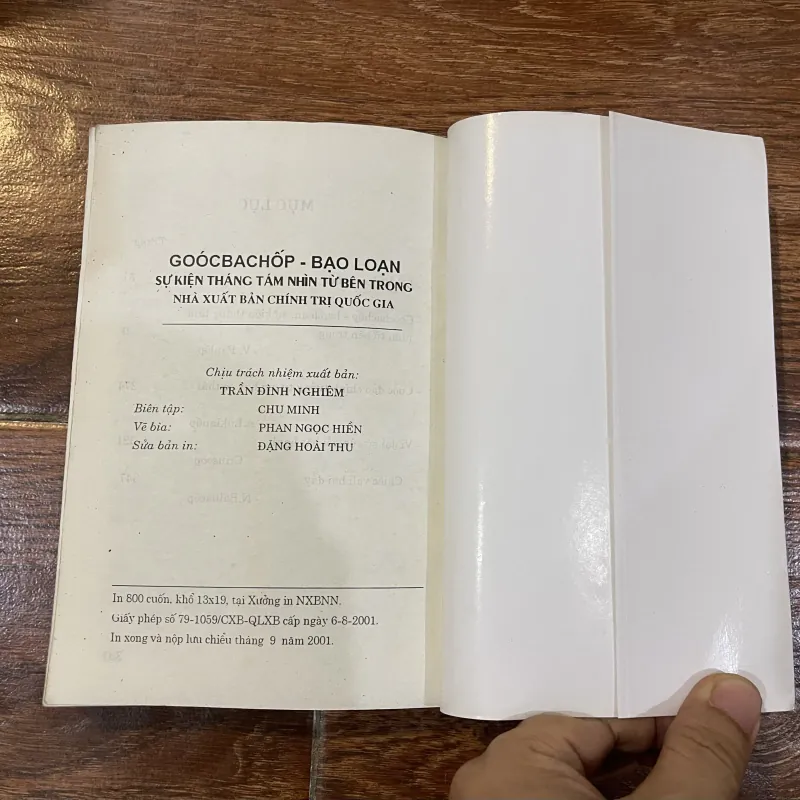 GOÓCBACHỐP - BẠO LOẠN
SỰ KIỆN THÁNG TÁM NHÌN TỪ BÊN TRONG
NHÀ XUẤT BẢN CHÍNH TRỊ QUỐC GIA
Chịu trách nhiệm xuất bản:
TRẦN ĐÌNH NGHIÊM
Biên tập: CHU MINH
Vẽ bìa: PHAN NGỌC HIỀN
Sửa bản in: ĐẶNG HOÀI THU
In 800 cuốn, khổ 13x19, tại Xưởng in NXBNN.
Giấy phép số 79-1059/CXB-QLXB cấp ngày 6-8-2001.
In xong và nộp lưu chiểu tháng 9 năm 2001.